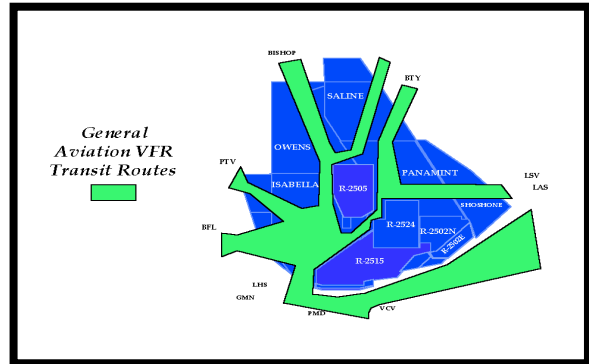 BISHOP
BTY
SALINE
General
Aviation VFR
Transit Routes
OWENS
PTV
ISABELLA
R-2505
PANAMINT
LSV
LAS
SHOSHONE
BFL
R-2524
R-2502N
R-2502E
R-2515
LHS
GMN
PMD
VCV